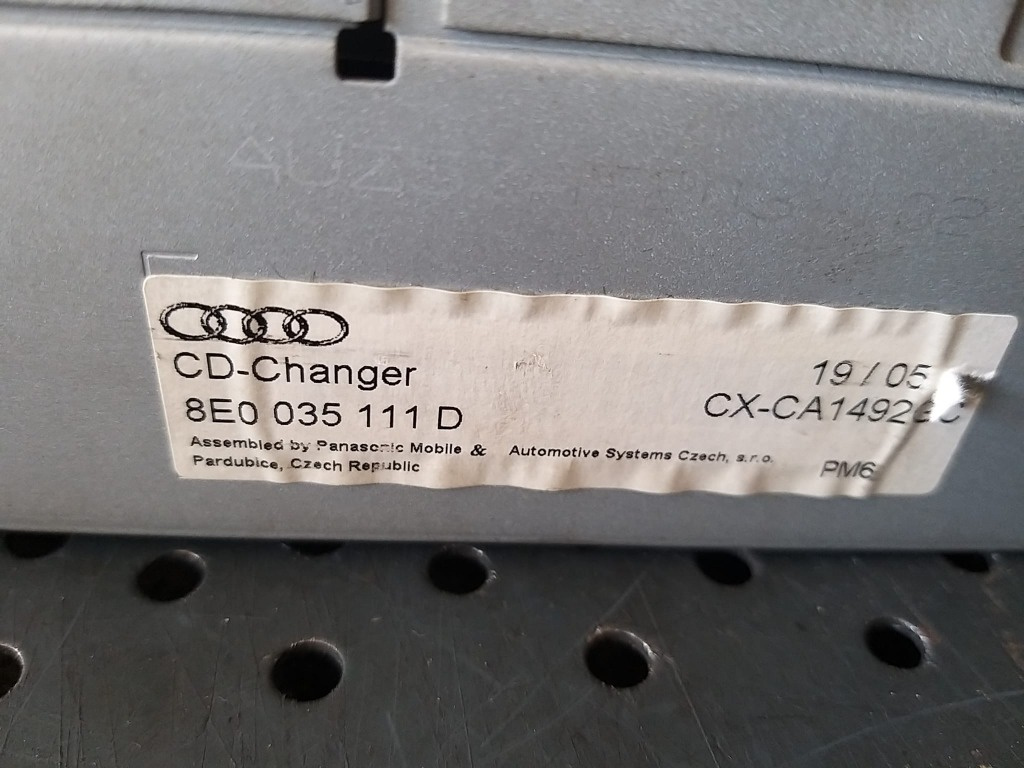 CD-Changer
19 / 05
8E0 035 111 D
Assembled by Panasonic Mobile & Automotive Systems Czech, s.r.o.
Pardubice, Czech Republic
PM6